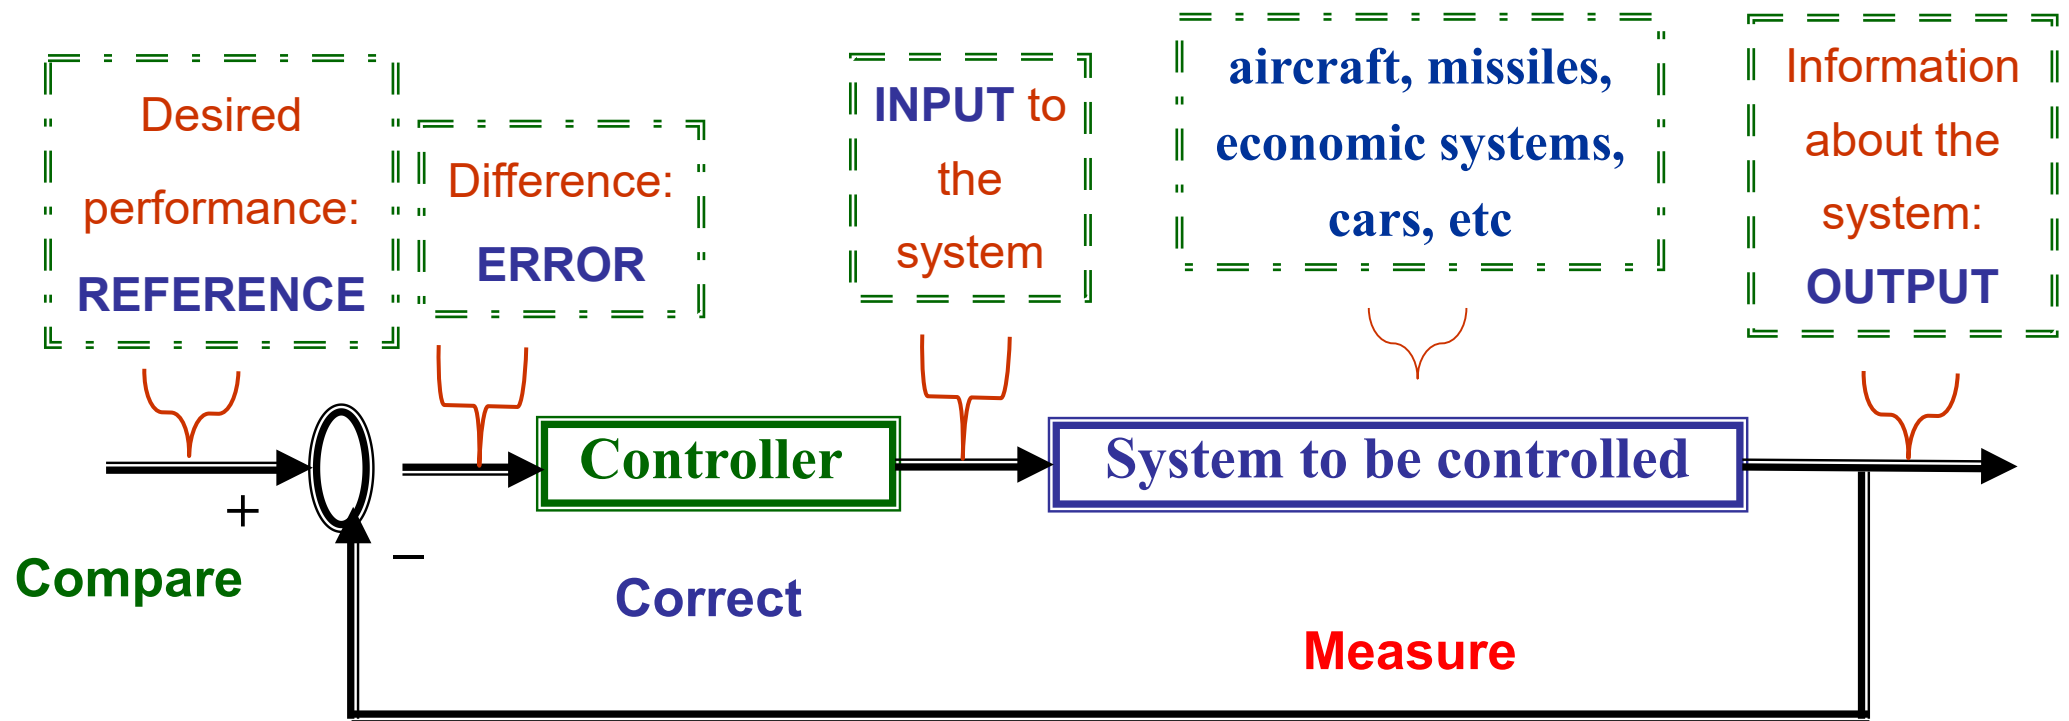 Desired
performance:
REFERENCE
Difference:
ERROR
INPUT to
the
system
aircraft, missiles,
economic systems,
cars, etc
Information
about the
system:
OUTPUT
Controller
System to be controlled
+
–
Compare
Correct
Measure